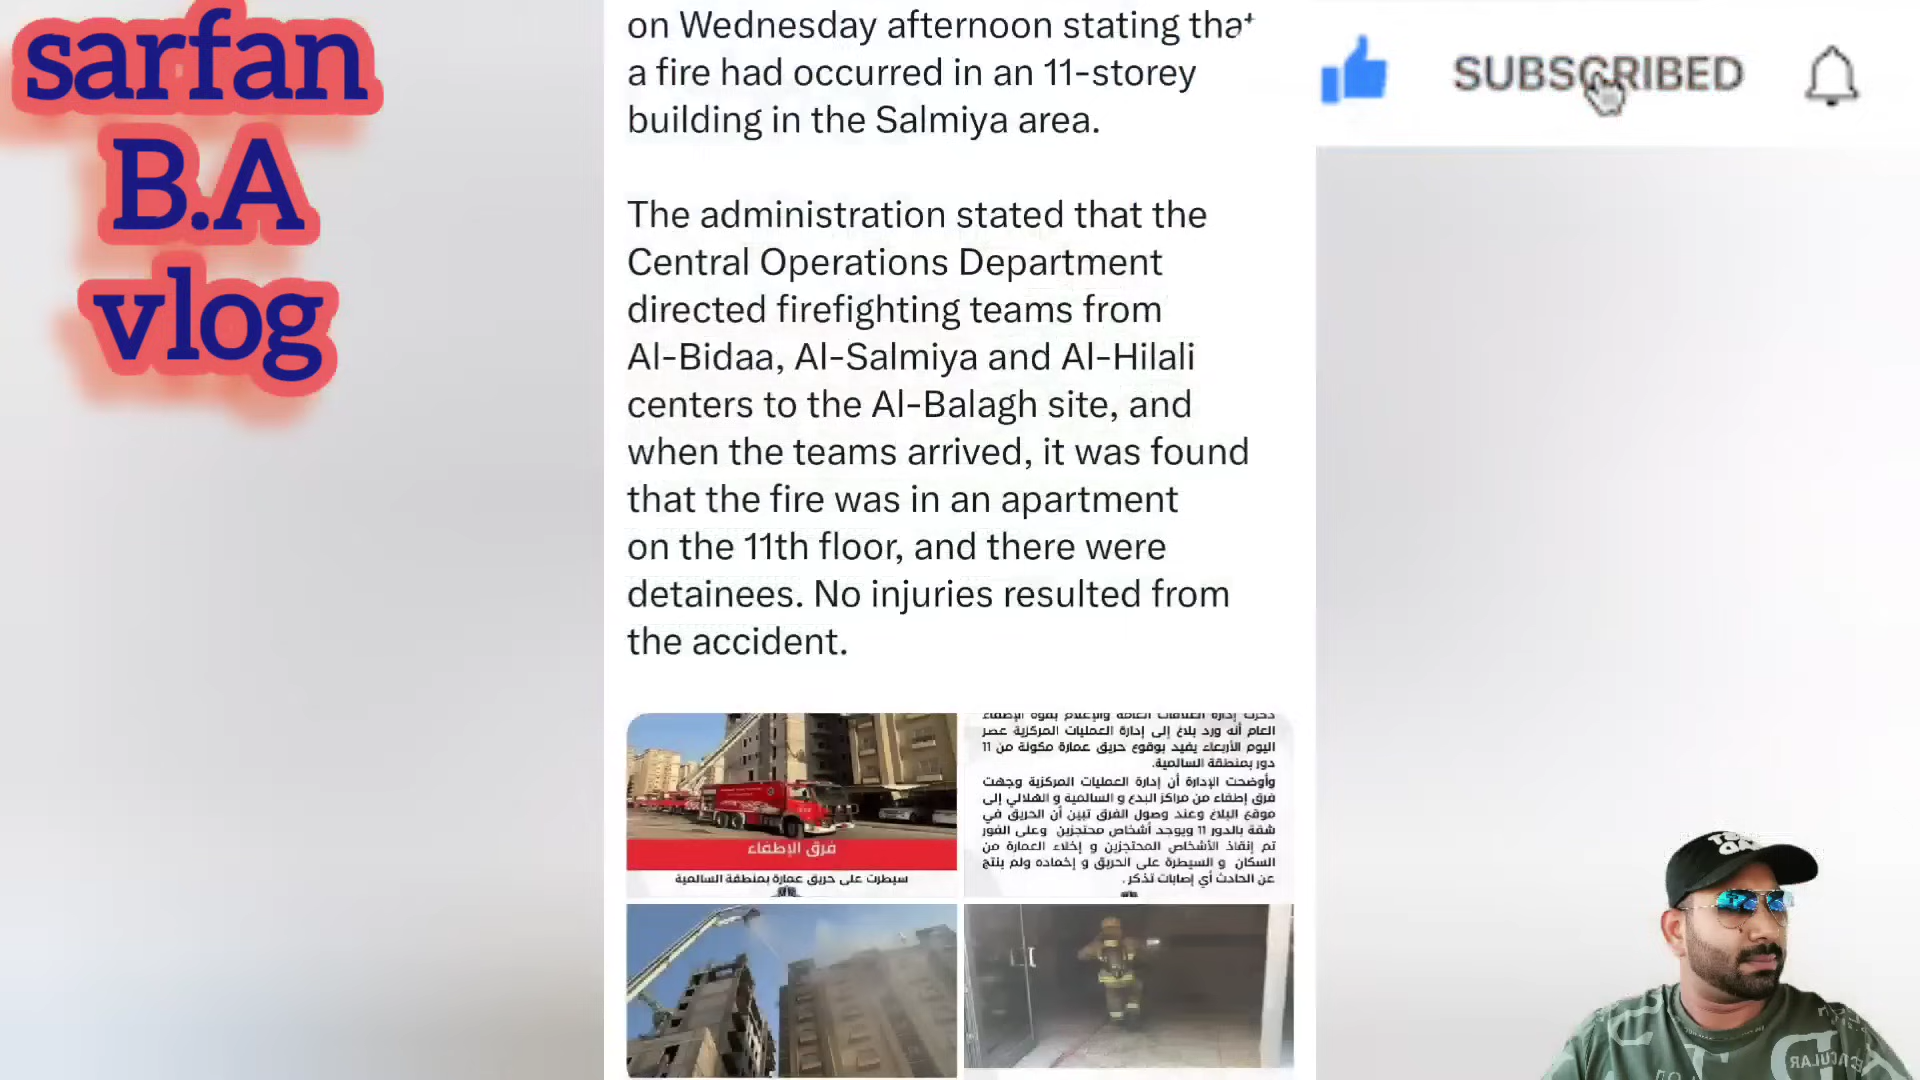 sarfan
B.A
vlog
on Wednesday afternoon stating that
a fire had occurred in an 11-storey
building in the Salmiya area.
The administration stated that the
Central Operations Department
directed firefighting teams from
Al-Bidaa, Al-Salmiya and Al-Hilali
centers to the Al-Balagh site, and
when the teams arrived, it was found
that the fire was in an apartment
on the 11th floor, and there were
detainees. No injuries resulted from
the accident.
SUBSCRIBED
فرق الإطفاء
سيطرت على حريق عمارة بمنطقة السالمية
ذكرت إدارة العلاقات العامة والإعلام بقوة الإطفاء
العام أنه ورد بلاغ إلى إدارة العمليات المركزية عصر
اليوم الأربعاء يفيد بوقوع حريق عمارة مكونة من 11
دور بمنطقة السالمية.
وأوضحت الإدارة أن إدارة العمليات المركزية وجهت
فرق إطفاء من مراكز البدع و السالمية و الهلالي إلى
موقع البلاغ وعند وصول الفرق تبين أن الحريق في
شقة بالدور 11 ويوجد أشخاص محتجزين وعلى الفور
تم إنقاذ الأشخاص المحتجزين و إخلاء العمارة من
السكان و السيطرة على الحريق و إخماده ولم ينتج
عن الحادث أي إصابات تذكر.